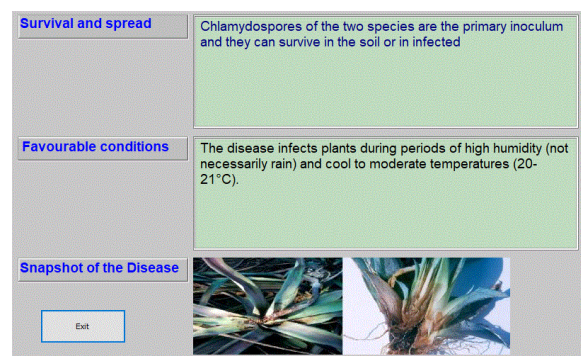 Survival and spread
Chlamydospores of the two species are the primary inoculum
and they can survive in the soil or in infected
Favourable conditions
The disease infects plants during periods of high humidity (not
necessarily rain) and cool to moderate temperatures (20-
21°C).
Snapshot of the Disease
Exit